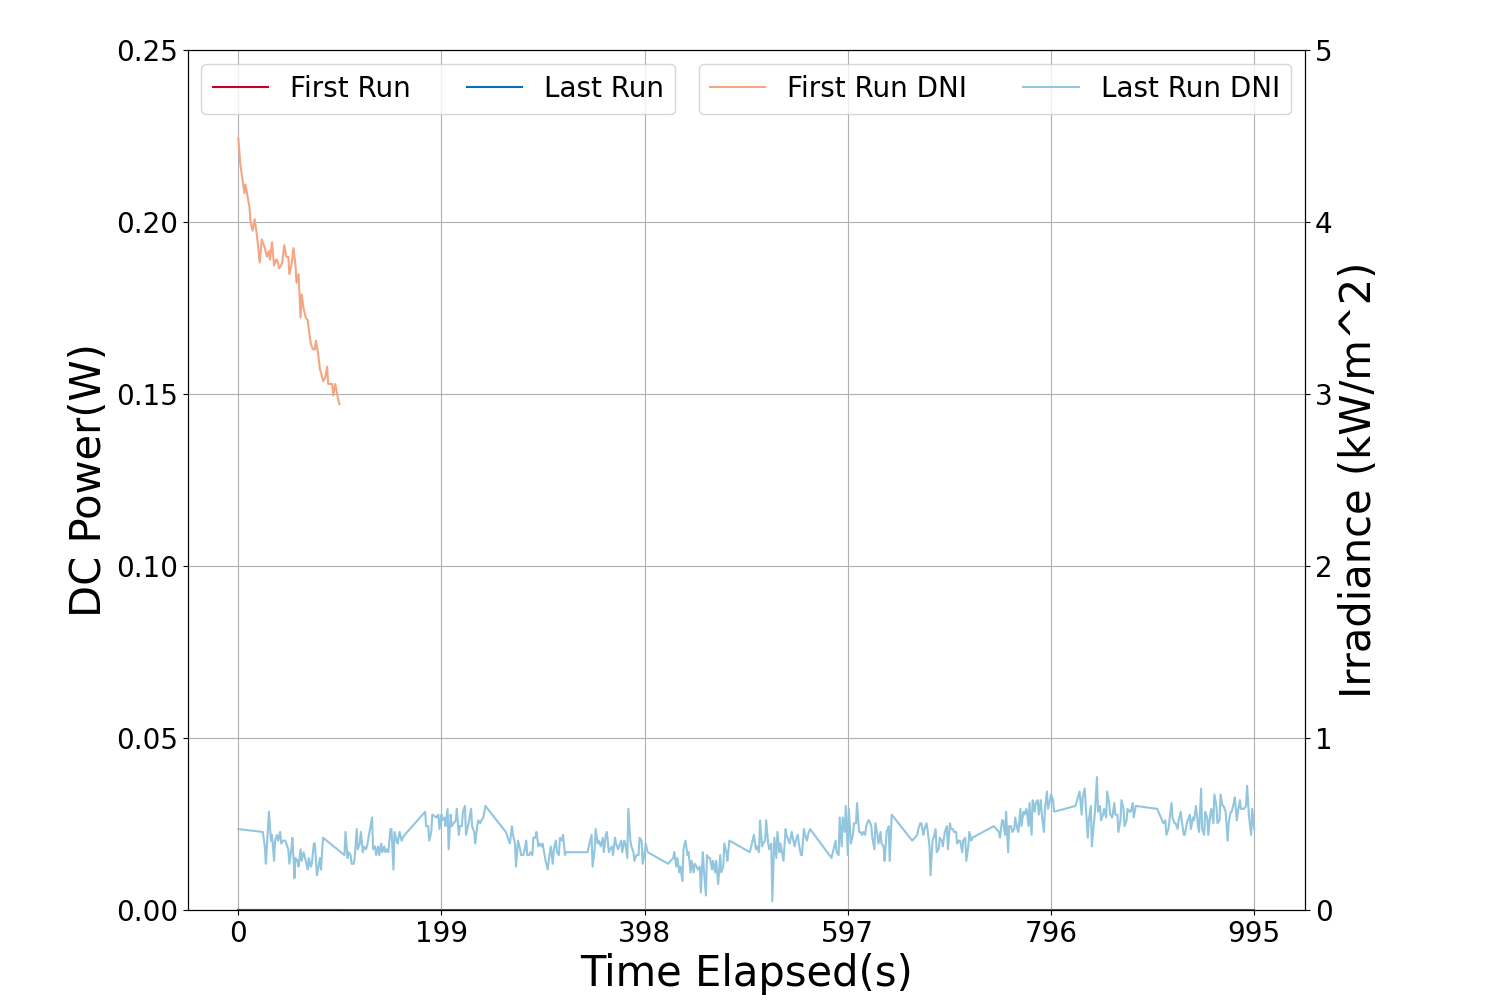 First Run
Last Run
First Run DNI
Last Run DNI
0.25
0.20
0.15
0.10
0.05
0.00
DC Power(W)
5
4
3
2
1
0
Irradiance (kW/m^2)
0
199
398
597
796
995
Time Elapsed(s)